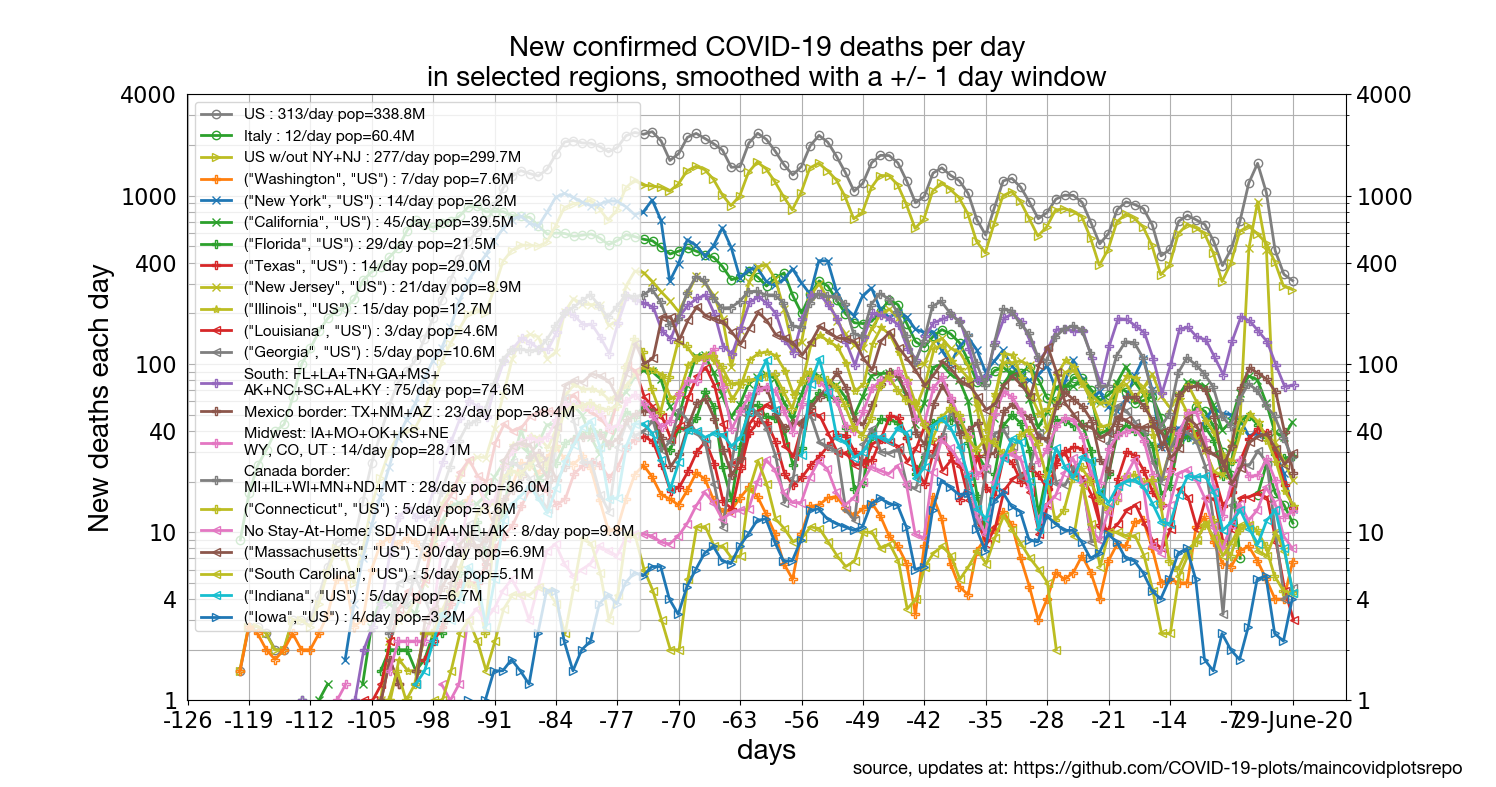 New confirmed COVID-19 deaths per day
in selected regions, smoothed with a +/- 1 day window
4000
1000
400
100
40
10
4
1
New deaths each day
US : 313/day pop=338.8M
Italy : 12/day pop=60.4M
US w/out NY+NJ : 277/day pop=299.7M
("Washington", "US") : 7/day pop=7.6M
("New York", "US") : 14/day pop=26.2M
("California", "US") : 45/day pop=39.5M
("Florida", "US") : 29/day pop=21.5M
("Texas", "US") : 14/day pop=29.0M
("New Jersey", "US") : 21/day pop=8.9M
("Illinois", "US") : 15/day pop=12.7M
("Louisiana", "US") : 3/day pop=4.6M
("Georgia", "US") : 5/day pop=10.6M
South: FL+LA+TN+GA+MS+
AK+NC+SC+AL+KY : 75/day pop=74.6M
Mexico border: TX+NM+AZ : 23/day pop=38.4M
Midwest: IA+MO+OK+KS+NE
WY, CO, UT : 14/day pop=28.1M
Canada border:
MI+IL+WI+MN+ND+MT : 28/day pop=36.0M
("Connecticut", "US") : 5/day pop=3.6M
No Stay-At-Home: SD+ND+IA+NE+AK : 8/day pop=9.8M
("Massachusetts", "US") : 30/day pop=6.9M
("South Carolina", "US") : 5/day pop=5.1M
("Indiana", "US") : 5/day pop=6.7M
("Iowa", "US") : 4/day pop=3.2M
4000
1000
400
100
40
10
4
1
-126 -119 -112 -105 -98 -91 -84 -77 -70 -63 -56 -49 -42 -35 -28 -21 -14 -7 29-June-20
days
source, updates at: https://github.com/COVID-19-plots/maincovidplotsrepo